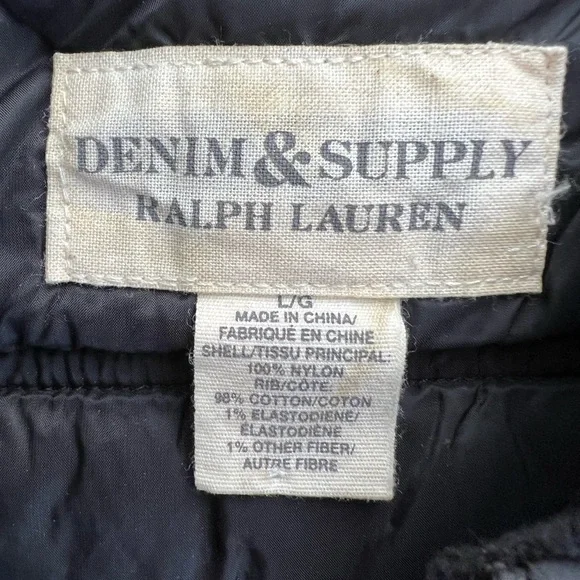 DENIM & SUPPLY
RALPH LAUREN
L/G
MADE IN CHINA/
FABRIQUÉ EN CHINE
SHELL/TISSU PRINCIPAL:
100% NYLON
RIB/CÔTE:
98% COTTON/COTON
1% ELASTODIENE/
ÉLASTODIÈNE
1% OTHER FIBER/
AUTRE FIBRE